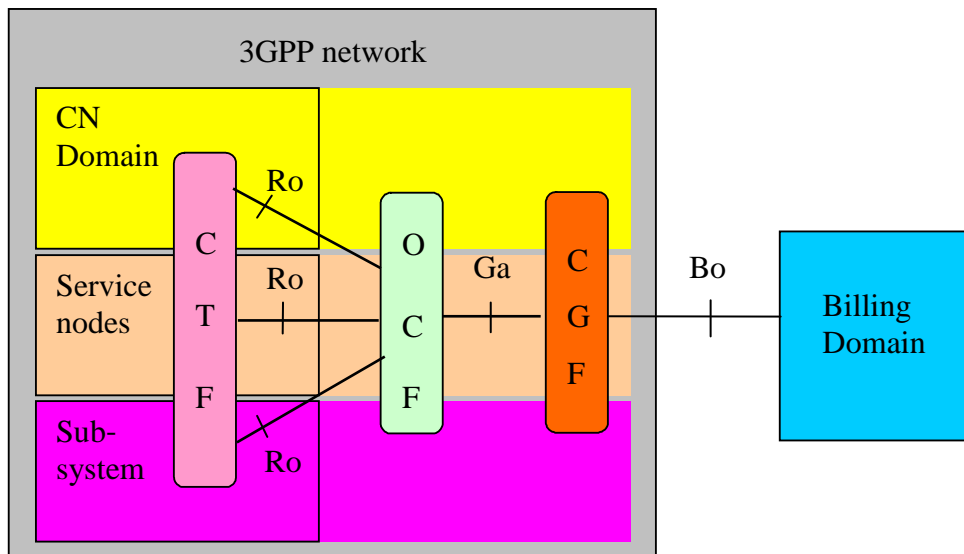 3GPP network
CN
Domain
Ro
C
T
F
O
C
F
C
G
F
Service
nodes
Ro
Ga
Bo
Billing
Domain
Sub-
system
Ro